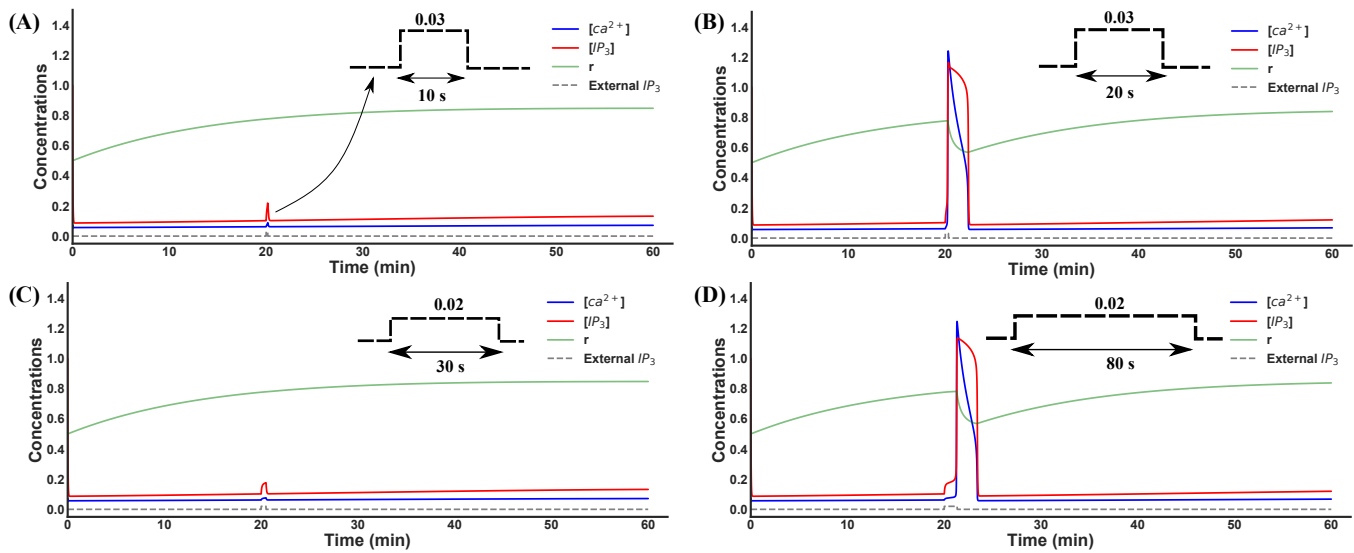 (A)
Concentrations
1.4
1.2
1.0
0.8
0.6
0.4
0.2
0.0
0.03
10 s
[ca²⁺]
[IP₃]
r
External IP₃
0 10 20 30 40 50 60
Time (min)
(B)
Concentrations
1.4
1.2
1.0
0.8
0.6
0.4
0.2
0.0
0.03
20 s
[ca²⁺]
[IP₃]
r
External IP₃
0 10 20 30 40 50 60
Time (min)
(C)
Concentrations
1.4
1.2
1.0
0.8
0.6
0.4
0.2
0.0
0.02
30 s
[ca²⁺]
[IP₃]
r
External IP₃
0 10 20 30 40 50 60
Time (min)
(D)
Concentrations
1.4
1.2
1.0
0.8
0.6
0.4
0.2
0.0
0.02
80 s
[ca²⁺]
[IP₃]
r
External IP₃
0 10 20 30 40 50 60
Time (min)